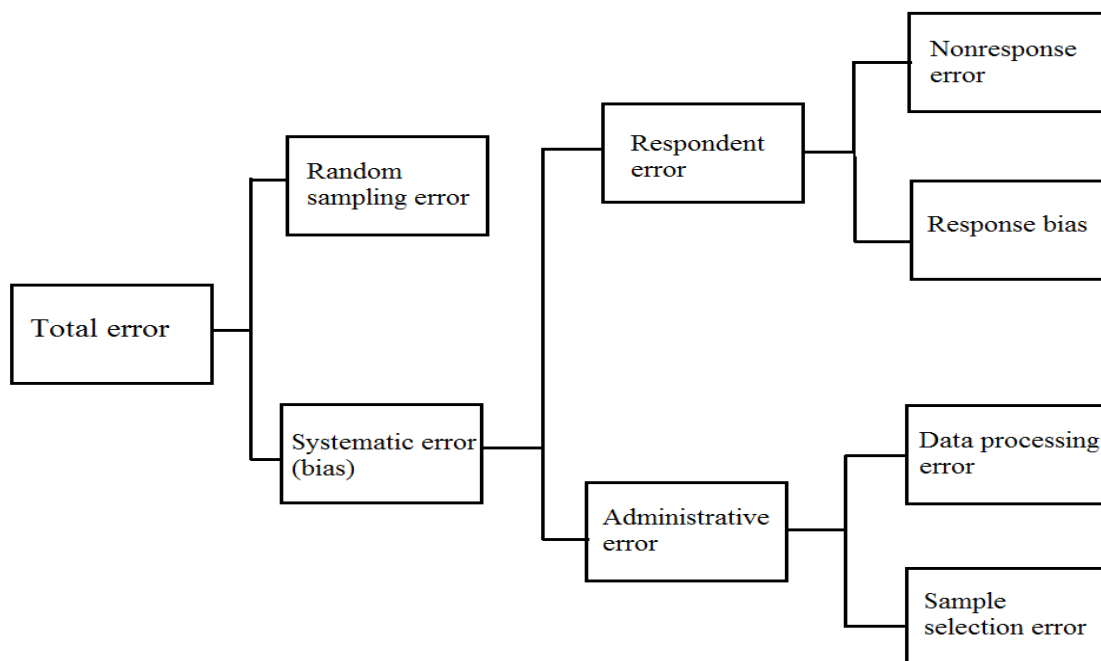 Total error
Random
sampling error
Systematic error
(bias)
Respondent
error
Administrative
error
Nonresponse
error
Response bias
Data processing
error
Sample
selection error